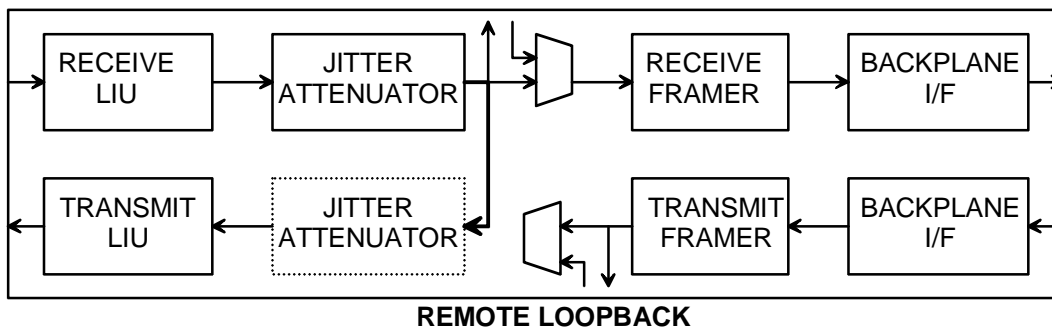 RECEIVE
LIU
JITTER
ATTENUATOR
RECEIVE
FRAMER
BACKPLANE
I/F
TRANSMIT
LIU
JITTER
ATTENUATOR
TRANSMIT
FRAMER
BACKPLANE
I/F
REMOTE LOOPBACK